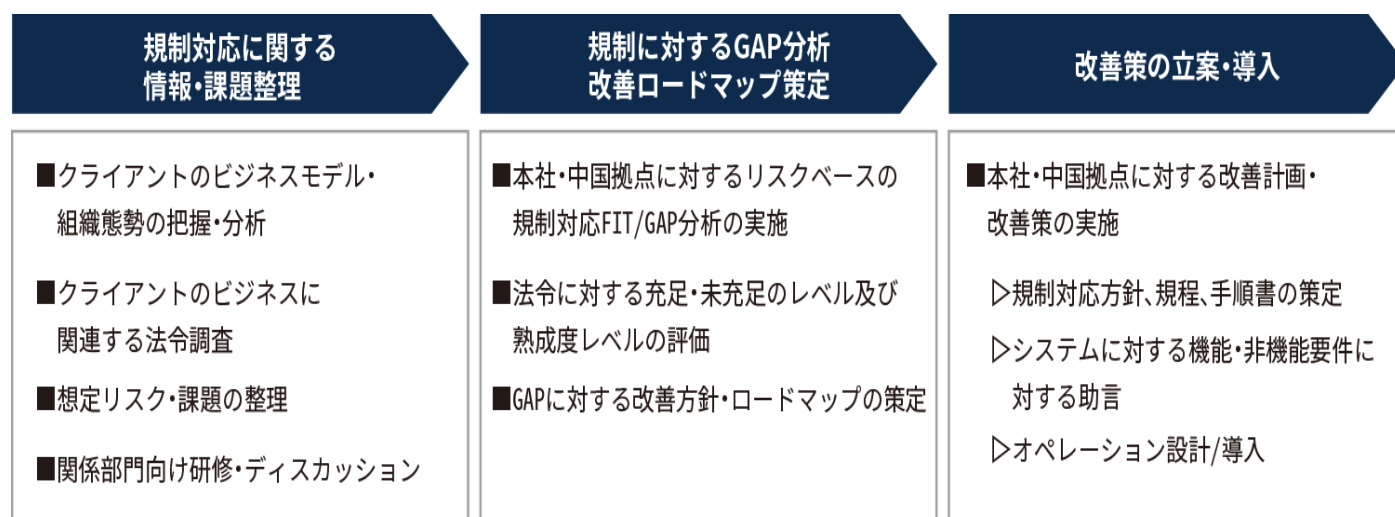 規制対応に関する
情報・課題整理
■クライアントのビジネスモデル・
組織態勢の把握・分析
■クライアントのビジネスに
関連する法令調査
■想定リスク・課題の整理
■関係部門向け研修・ディスカッション
規制に対するGAP分析
改善ロードマップ策定
■本社・中国拠点に対するリスクベースの
規制対応FIT/GAP分析の実施
■法令に対する充足・未充足のレベル及び
熟成度レベルの評価
■GAPに対する改善方針・ロードマップの策定
改善策の立案・導入
■本社・中国拠点に対する改善計画・
改善策の実施
▷規制対応方針、規程、手順書の策定
▷システムに対する機能・非機能要件に
対する助言
▷オペレーション設計/導入